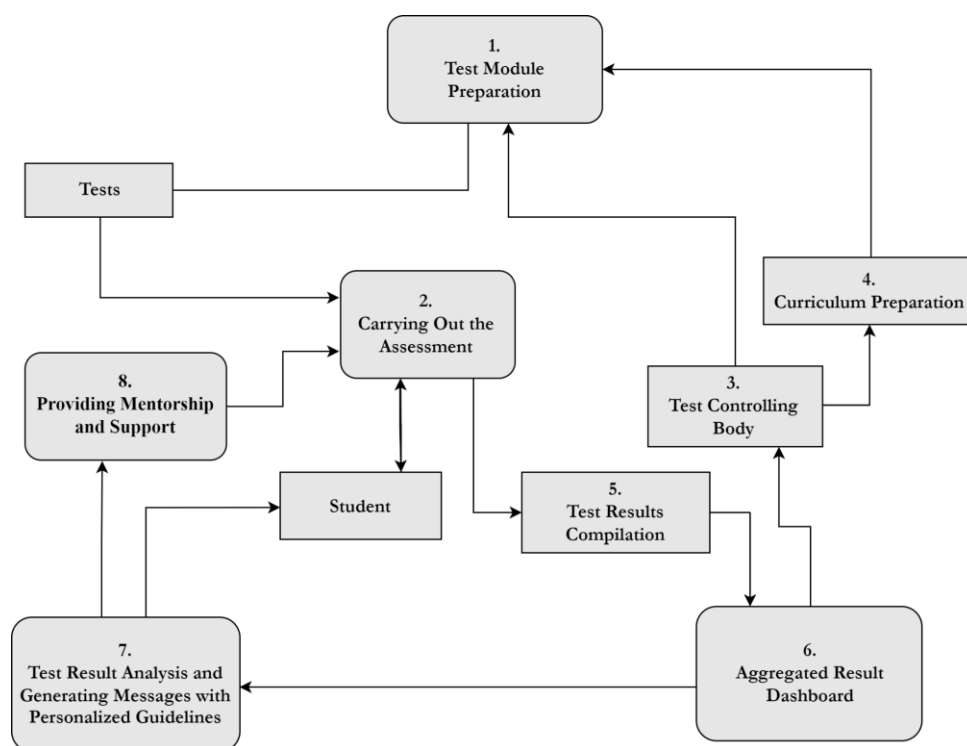 1.
Test Module
Preparation
Tests
2.
Carrying Out the
Assessment
4.
Curriculum Preparation
8.
Providing Mentorship
and Support
3.
Test Controlling
Body
Student
5.
Test Results
Compilation
7.
Test Result Analysis and
Generating Messages with
Personalized Guidelines
6.
Aggregated Result
Dashboard